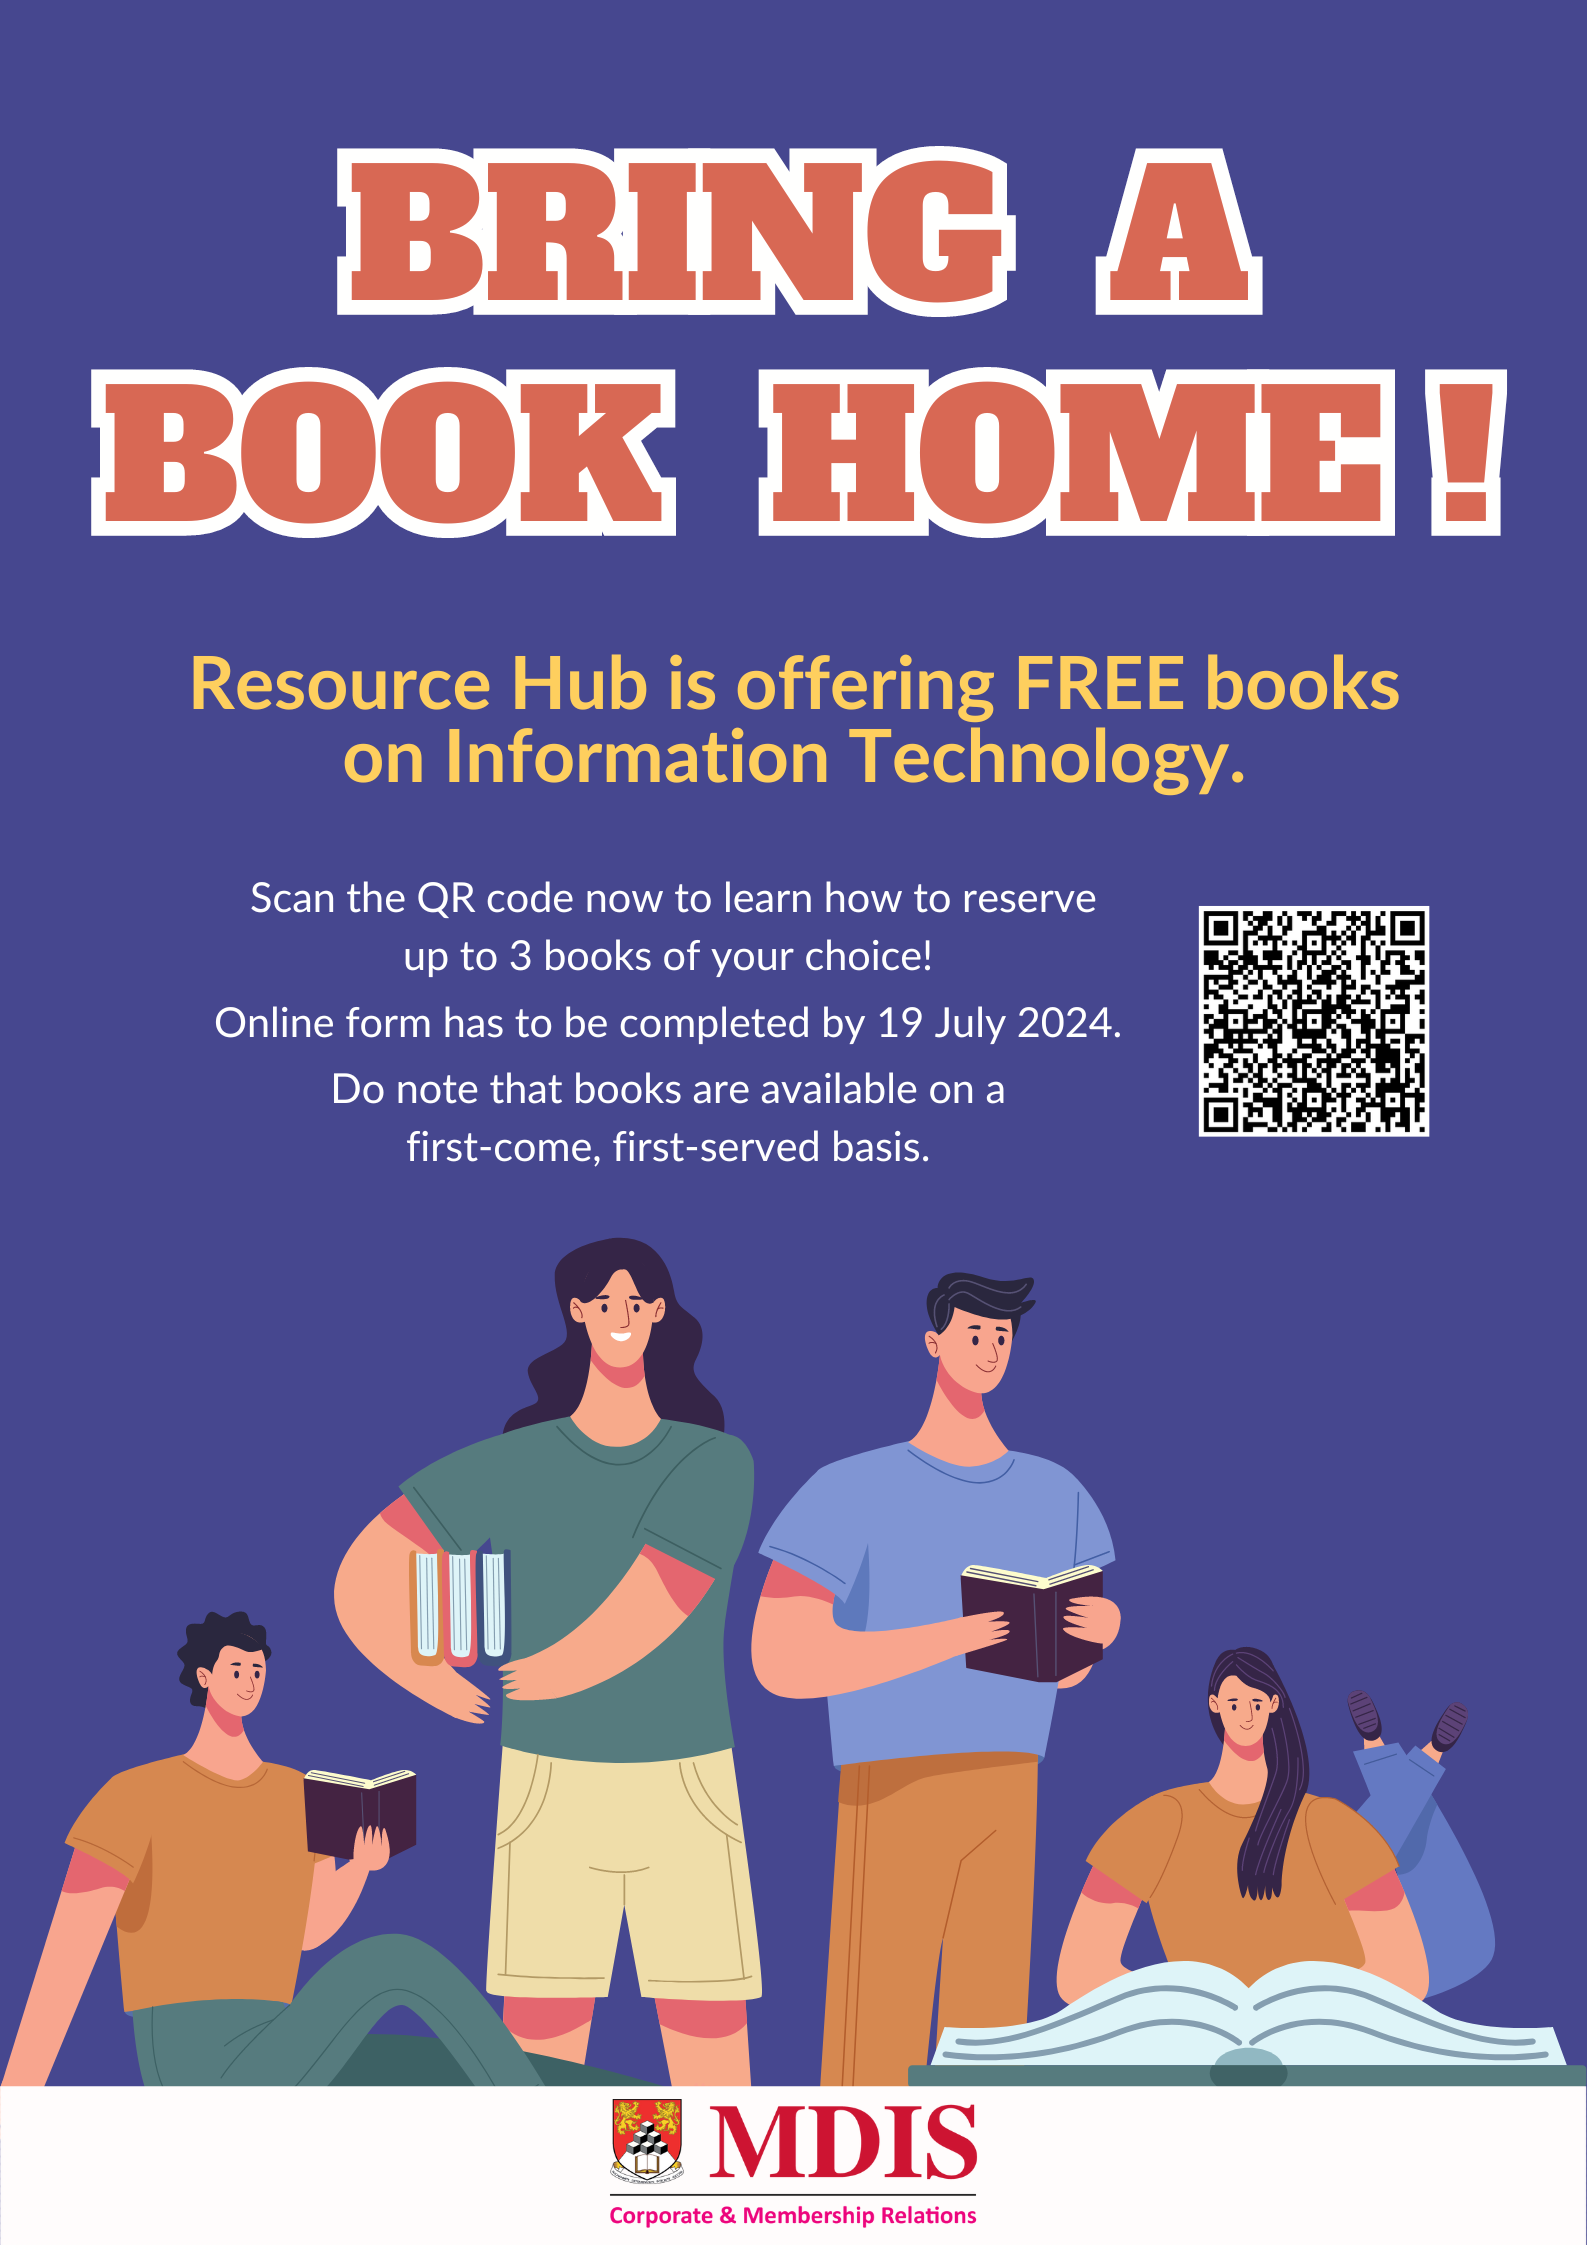 BRING A
BOOK HOME!
Resource Hub is offering FREE books
on Information Technology.
Scan the QR code now to learn how to reserve
up to 3 books of your choice!
Online form has to be completed by 19 July 2024.
Do note that books are available on a
first-come, first-served basis.
MDIS
Corporate & Membership Relations